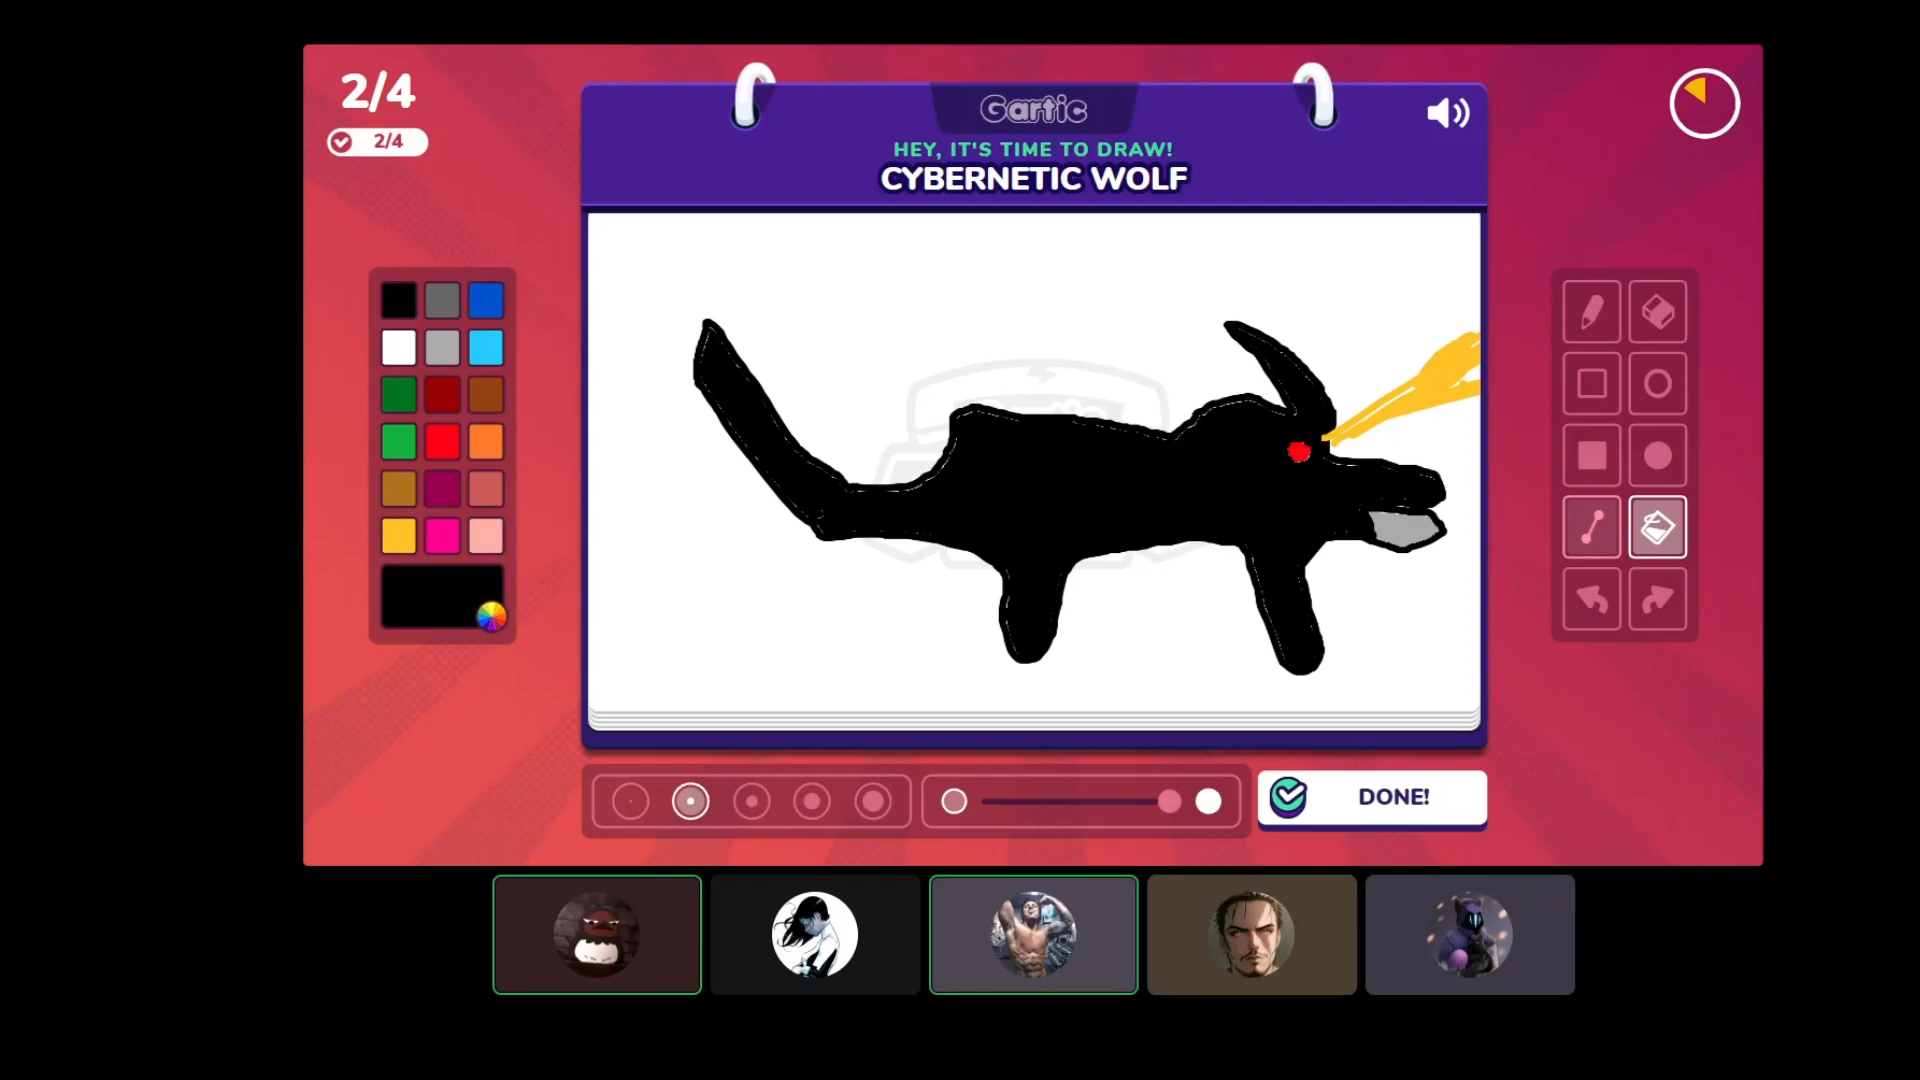 2/4
2/4
Gartic
HEY, IT'S TIME TO DRAW!
CYBERNETIC WOLF
DONE!